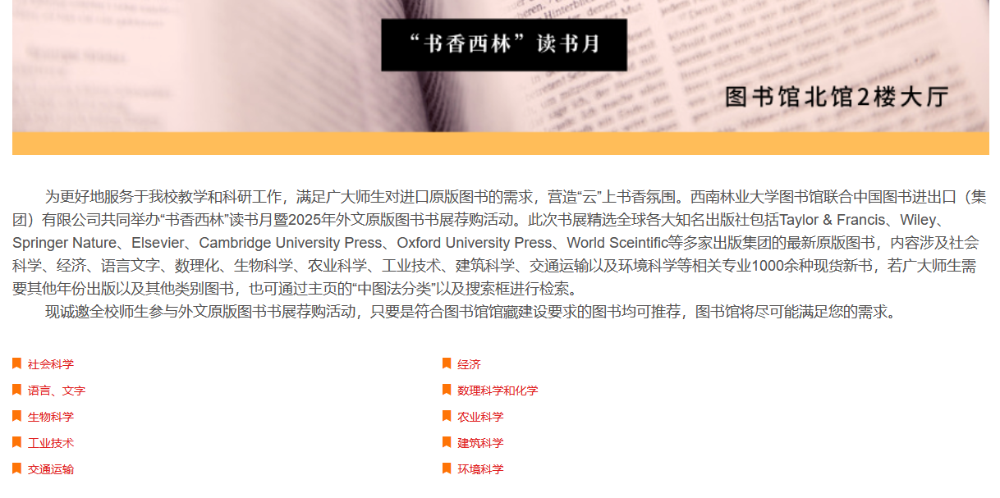 “书香西林”读书月
图书馆北馆2楼大厅
为更好地服务于我校教学和科研工作，满足广大师生对进口原版图书的需求，营造“云”上书香氛围。西南林业大学图书馆联合中国图书进出口（集
团）有限公司共同举办“书香西林”读书月暨2025年外文原版图书书展荐购活动。此次书展精选全球各大知名出版社包括Taylor & Francis、Wiley、
Springer Nature、Elsevier、Cambridge University Press、Oxford University Press、World Sceintific等多家出版集团的最新原版图书，内容涉及社会
科学、经济、语言文字、数理化、生物科学、农业科学、工业技术、建筑科学、交通运输以及环境科学等相关专业1000余种现货新书，若广大师生需
要其他年份出版以及其他类别图书，也可通过主页的“中图法分类”以及搜索框进行检索。
现诚邀全校师生参与外文原版图书书展荐购活动，只要是符合图书馆馆藏建设要求的图书均可推荐，图书馆将尽可能满足您的需求。
社会科学
经济
语言、文字
数理科学和化学
生物科学
农业科学
工业技术
建筑科学
交通运输
环境科学